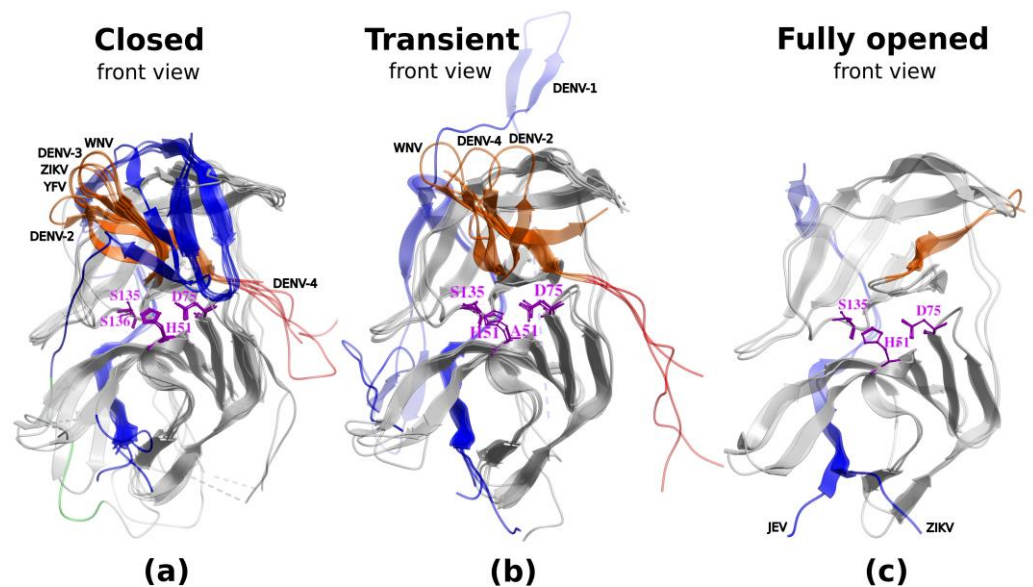 Closed
front view
WNV
DENV-3
ZIKV
YFV
DENV-2
DENV-4
S135
D75
S136
H51
(a)
Transient
front view
DENV-1
WNV
DENV-4
DENV-2
S135
D75
H51
A51
(b)
Fully opened
front view
S135
D75
H51
JEV
ZIKV
(c)